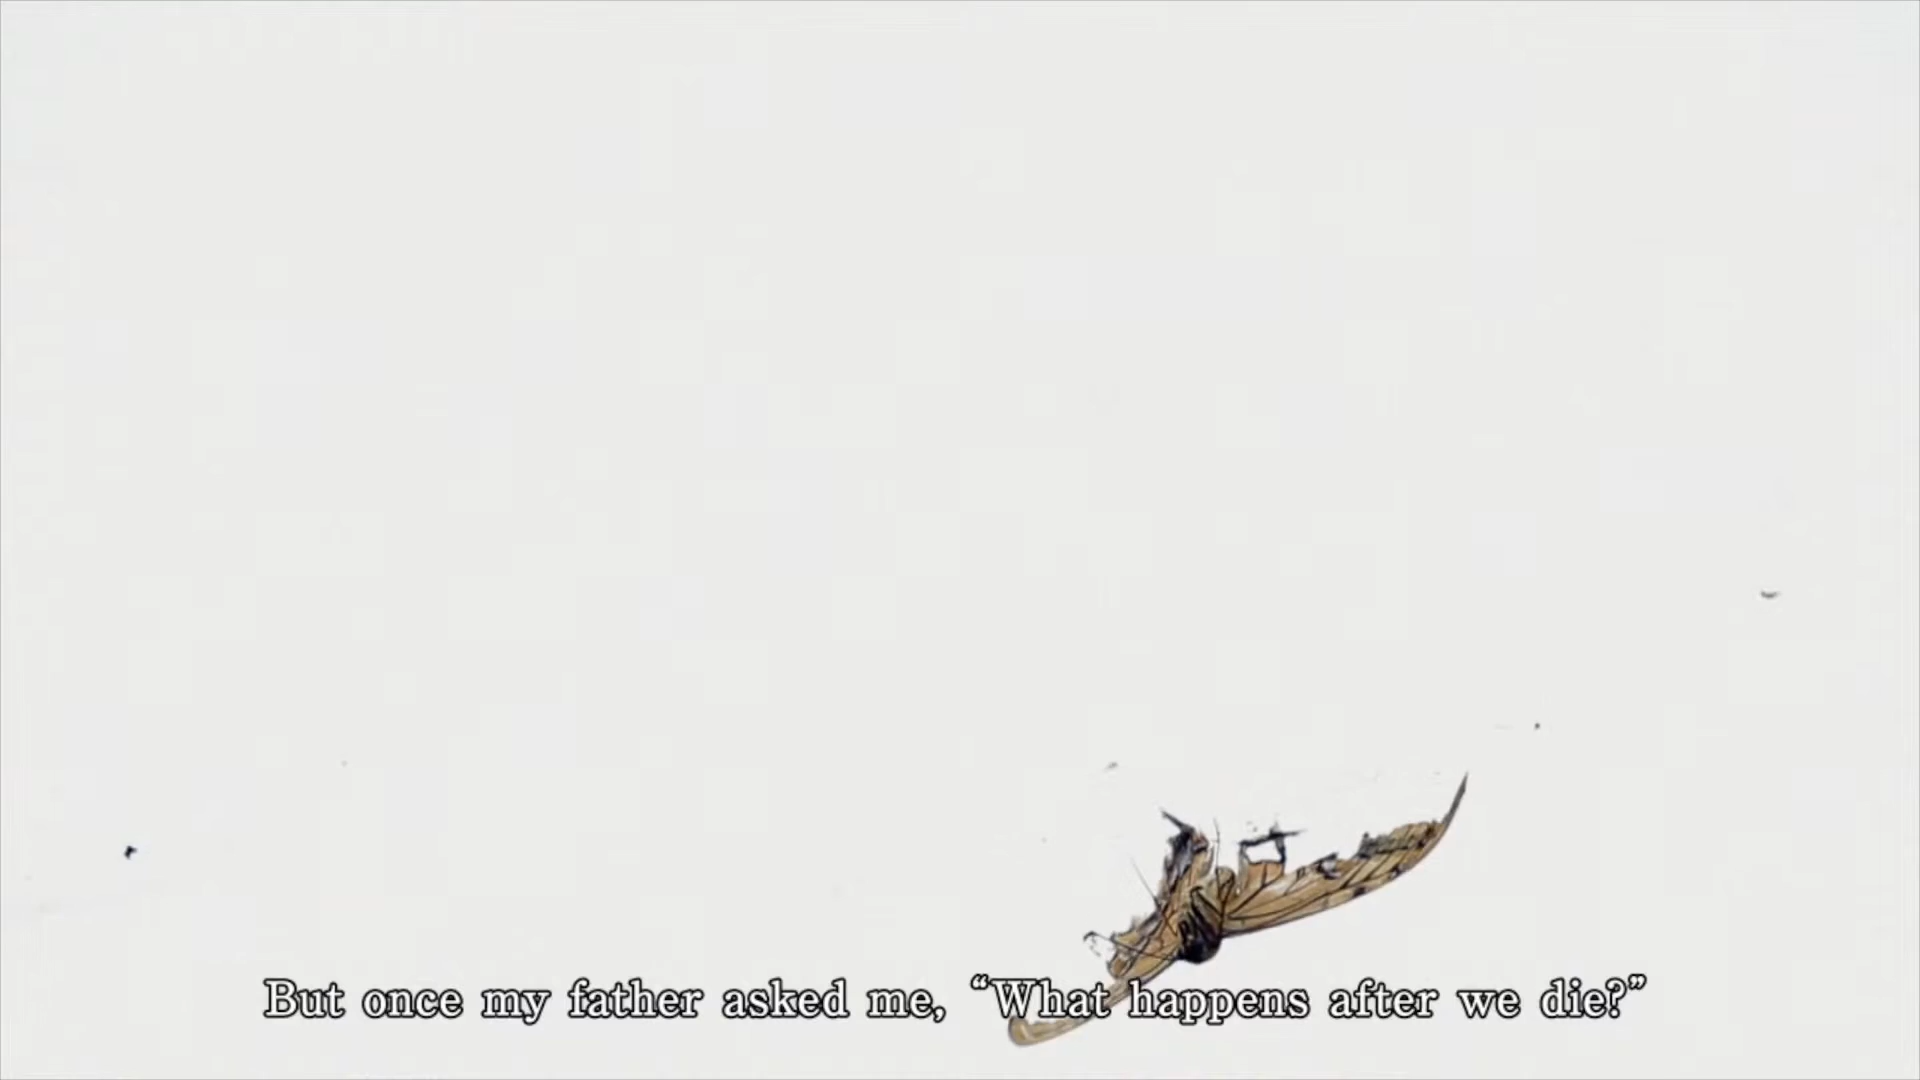 But once my father asked me, “What happens after we die?”